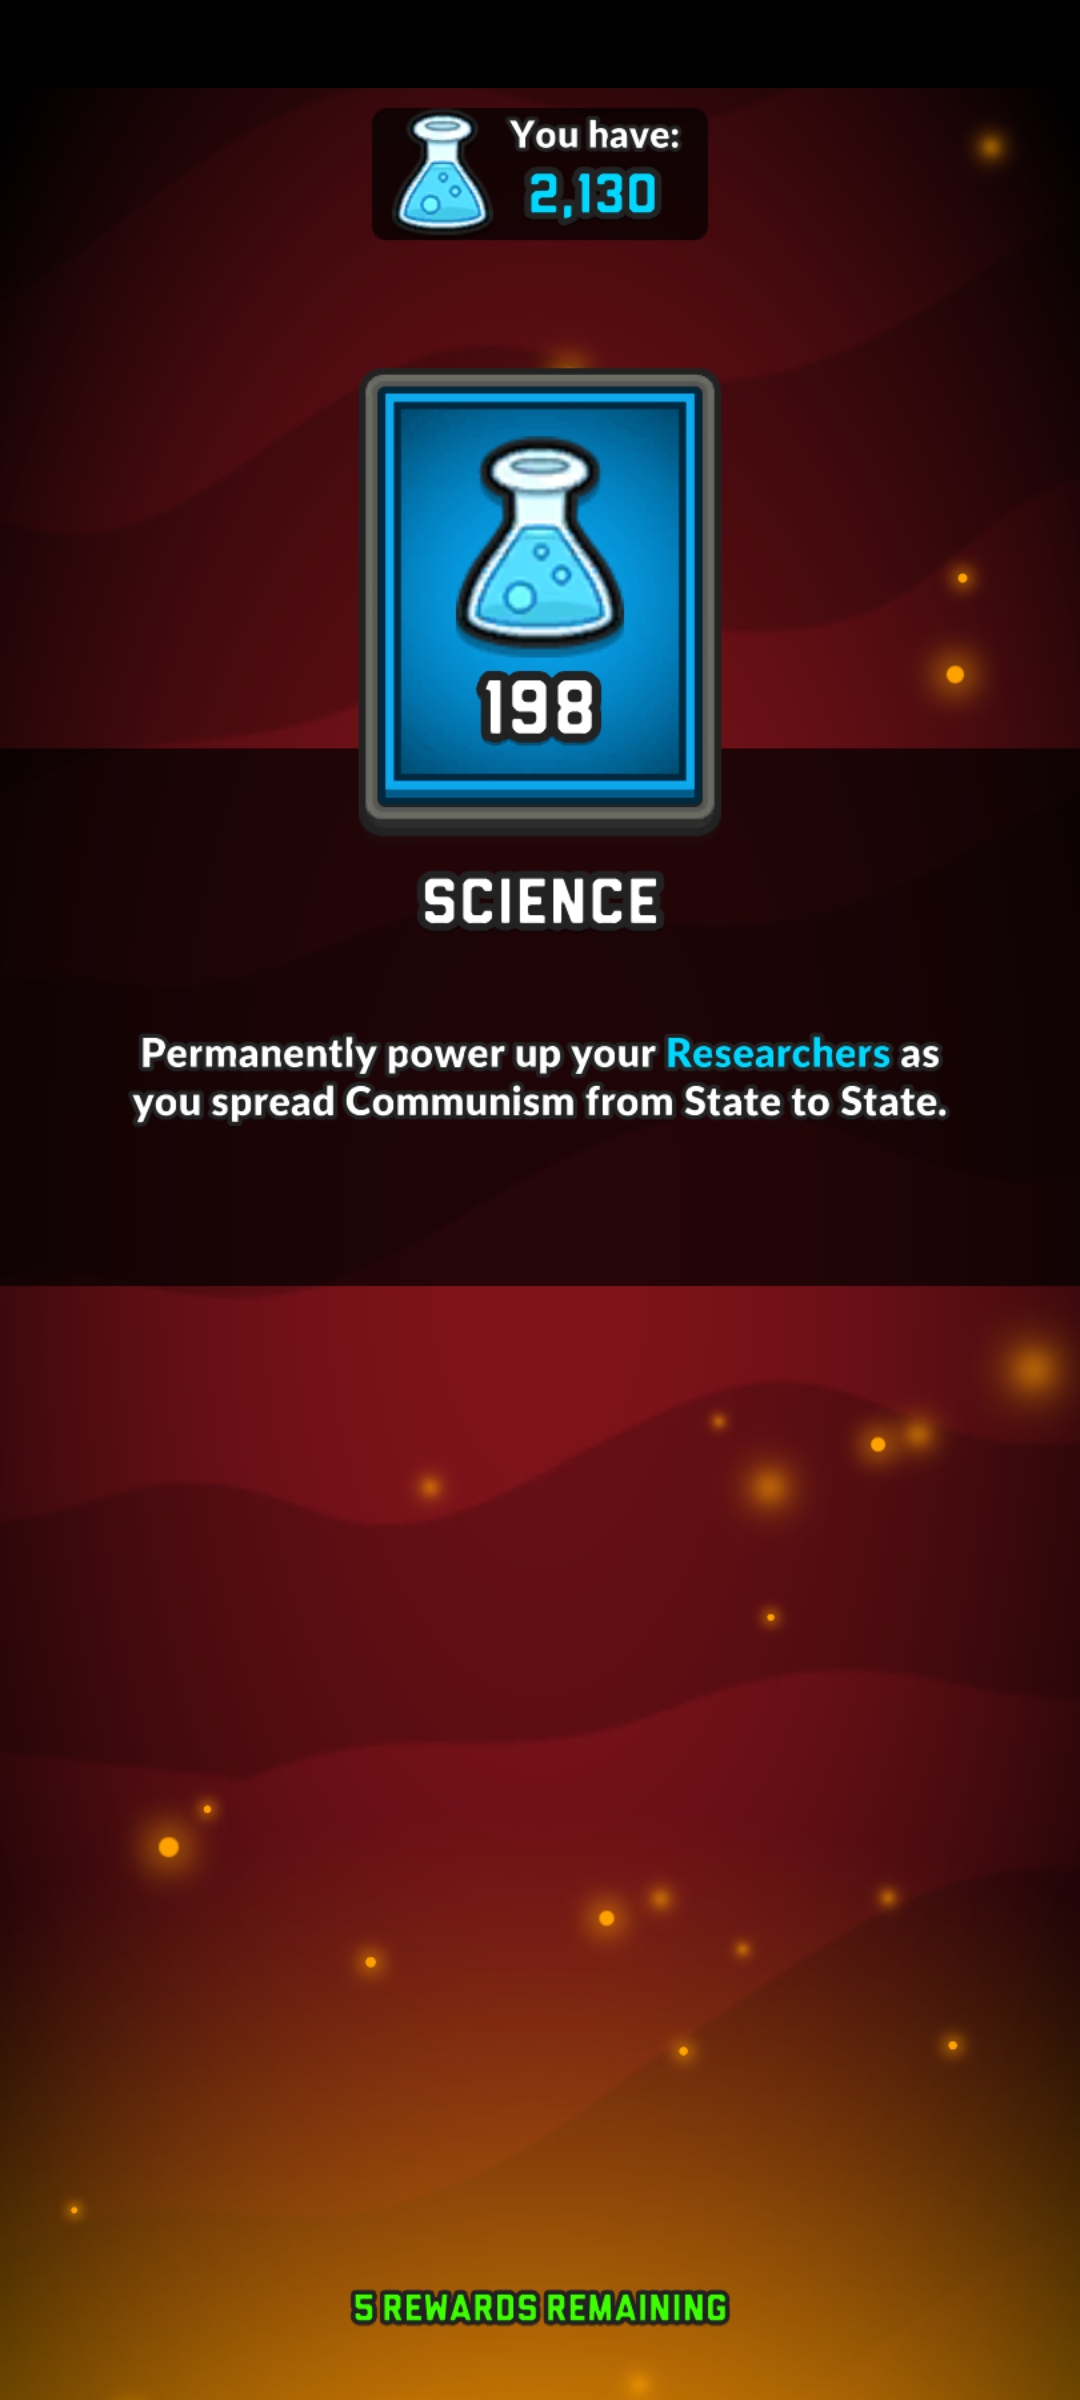 You have:
2,130
198
SCIENCE
Permanently power up your Researchers as
you spread Communism from State to State.
5 REWARDS REMAINING